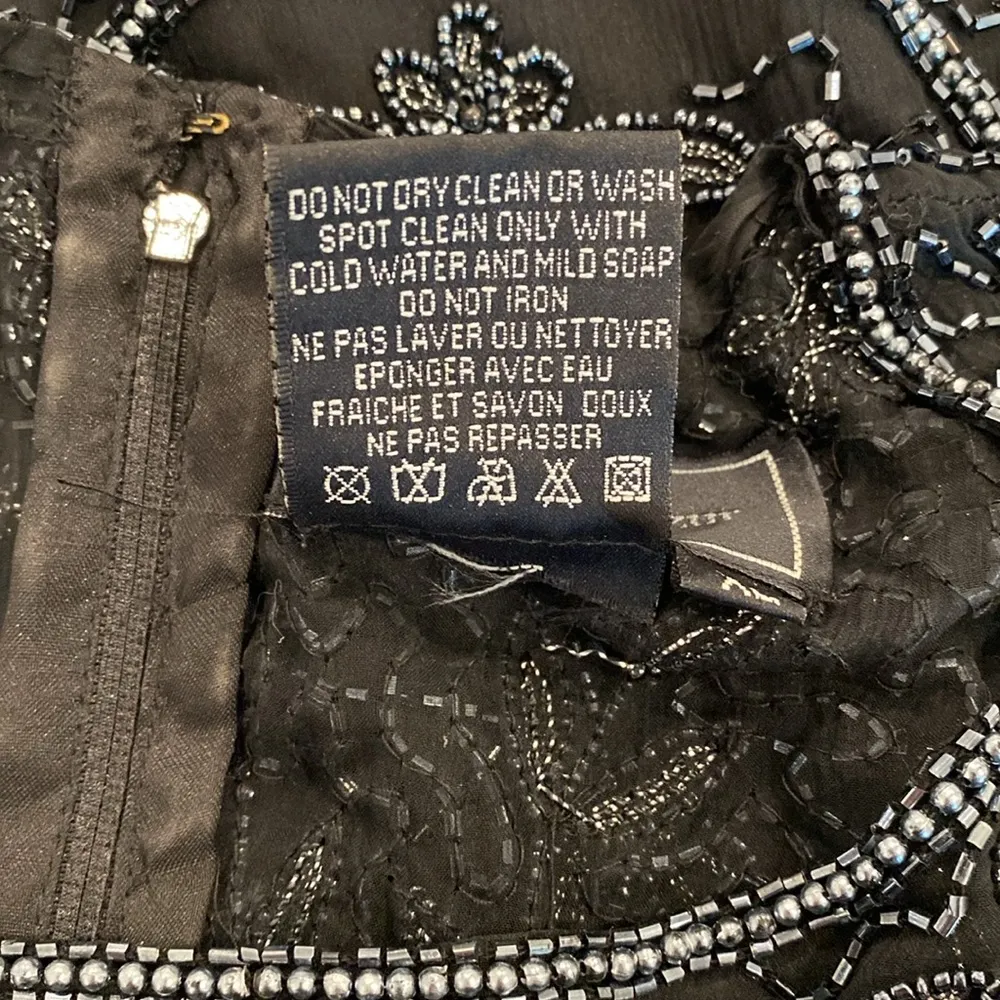 DO NOT DRY CLEAN OR WASH
SPOT CLEAN ONLY WITH
COLD WATER AND MILD SOAP
DO NOT IRON
NE PAS LAVER OU NETTOYER
EPONGER AVEC EAU
FRAICHE ET SAVON DOUX
NE PAS REPASSER